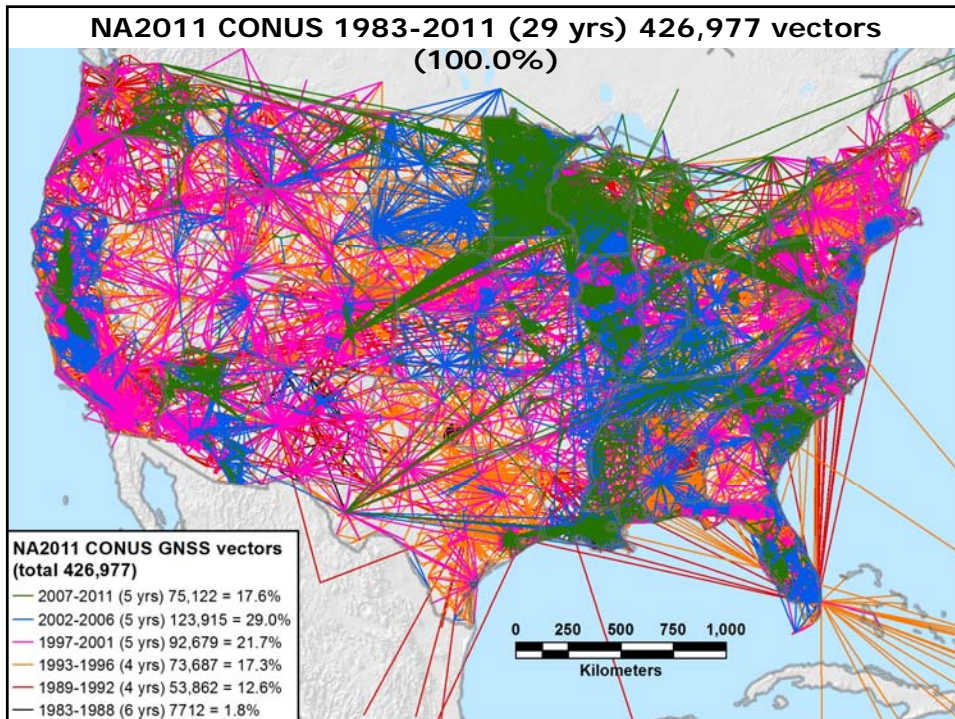 NA2011 CONUS 1983-2011 (29 yrs) 426,977 vectors
(100.0%)
NA2011 CONUS GNSS vectors
(total 426,977)
2007-2011 (5 yrs) 75,122 = 17.6%
2002-2006 (5 yrs) 123,915 = 29.0%
1997-2001 (5 yrs) 92,679 = 21.7%
1993-1996 (4 yrs) 73,687 = 17.3%
1989-1992 (4 yrs) 53,862 = 12.6%
1983-1988 (6 yrs) 7712 = 1.8%
0 250 500 750 1,000
Kilometers